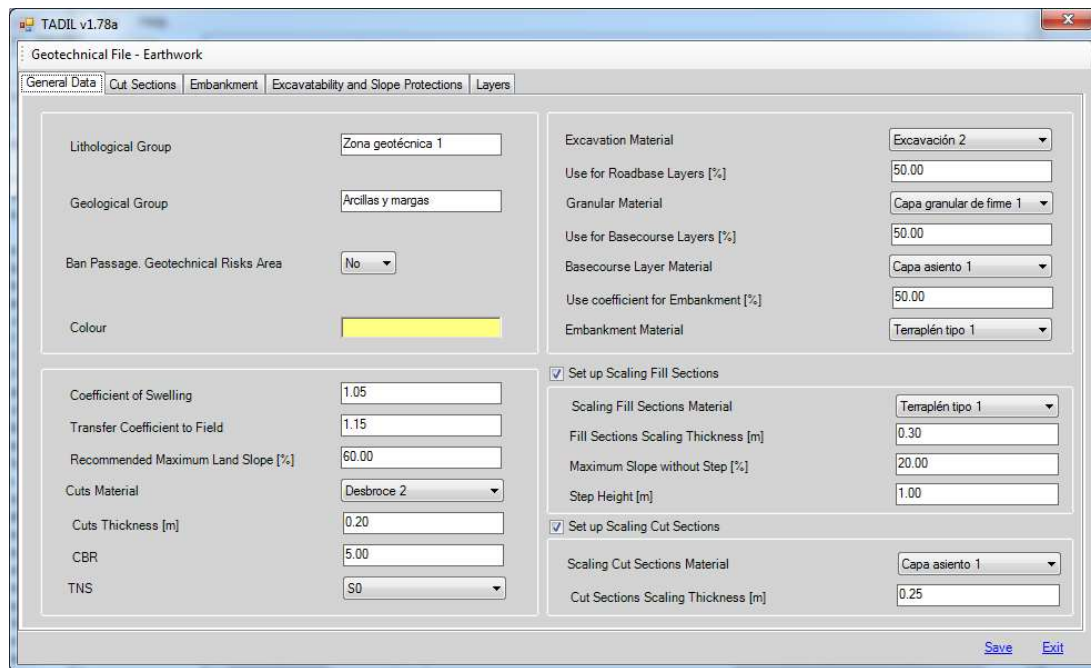 TADIL v1.78a
Geotechnical File - Earthwork
General Data Cut Sections Embankment Excavatability and Slope Protections Layers
Lithological Group Zona geotécnica 1
Geological Group Arcillas y margas
Ban Passage. Geotechnical Risks Area No
Colour
Coefficient of Swelling 1.05
Transfer Coefficient to Field 1.15
Recommended Maximum Land Slope [%] 60.00
Cuts Material Desbroce 2
Cuts Thickness [m] 0.20
CBR 5.00
TNS S0
Excavation Material Excavación 2
Use for Roadbase Layers [%] 50.00
Granular Material Capa granular de firme 1
Use for Basecourse Layers [%] 50.00
Basecourse Layer Material Capa asiento 1
Use coefficient for Embankment [%] 50.00
Embankment Material Terraplén tipo 1
Set up Scaling Fill Sections
Scaling Fill Sections Material Terraplén tipo 1
Fill Sections Scaling Thickness [m] 0.30
Maximum Slope without Step [%] 20.00
Step Height [m] 1.00
Set up Scaling Cut Sections
Scaling Cut Sections Material Capa asiento 1
Cut Sections Scaling Thickness [m] 0.25
Save Exit